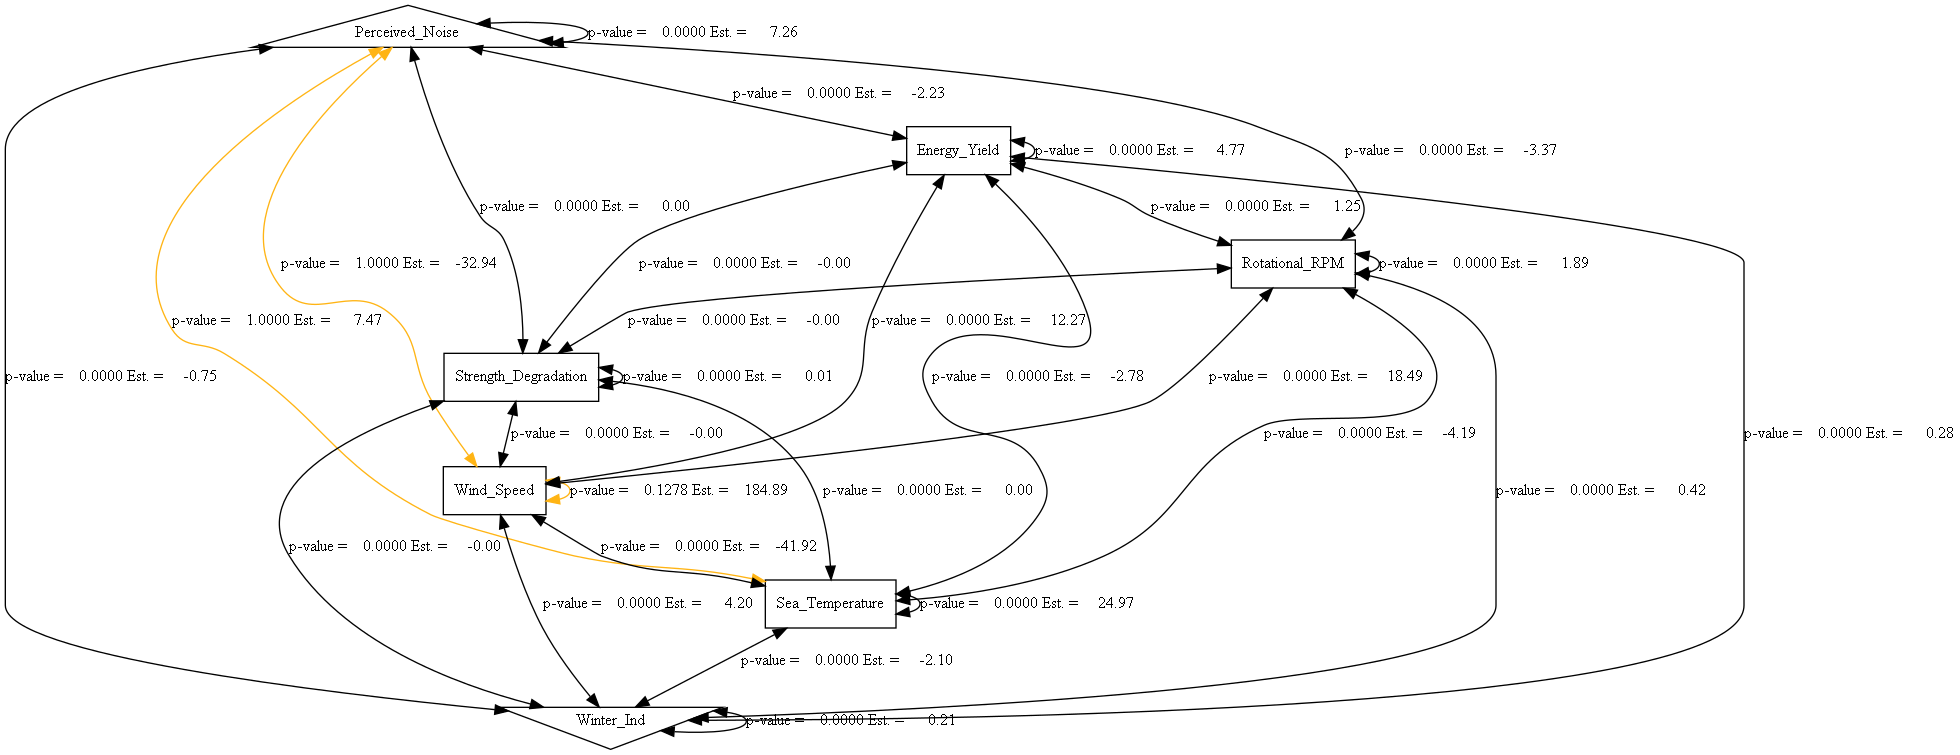 Perceived_Noise
p-value = 0.0000 Est. = 7.26
p-value = 0.0000 Est. = -2.23
Energy_Yield
p-value = 0.0000 Est. = 4.77
p-value = 0.0000 Est. = -3.37
p-value = 0.0000 Est. = 0.00
p-value = 0.0000 Est. = 1.25
p-value = 1.0000 Est. = -32.94
p-value = 0.0000 Est. = -0.00
Rotational_RPM
p-value = 0.0000 Est. = 1.89
p-value = 1.0000 Est. = 7.47
p-value = 0.0000 Est. = -0.00
p-value = 0.0000 Est. = 12.27
p-value = 0.0000 Est. = -0.75
Strength_Degradation
p-value = 0.0000 Est. = 0.01
p-value = 0.0000 Est. = -2.78
p-value = 0.0000 Est. = 18.49
p-value = 0.0000 Est. = -0.00
p-value = 0.0000 Est. = -4.19
p-value = 0.0000 Est. = 0.28
Wind_Speed
p-value = 0.1278 Est. = 184.89
p-value = 0.0000 Est. = 0.00
p-value = 0.0000 Est. = 0.42
p-value = 0.0000 Est. = -0.00
p-value = 0.0000 Est. = -41.92
p-value = 0.0000 Est. = 4.20
Sea_Temperature
p-value = 0.0000 Est. = 24.97
p-value = 0.0000 Est. = -2.10
Winter_Ind
p-value = 0.0000 Est. = 0.21